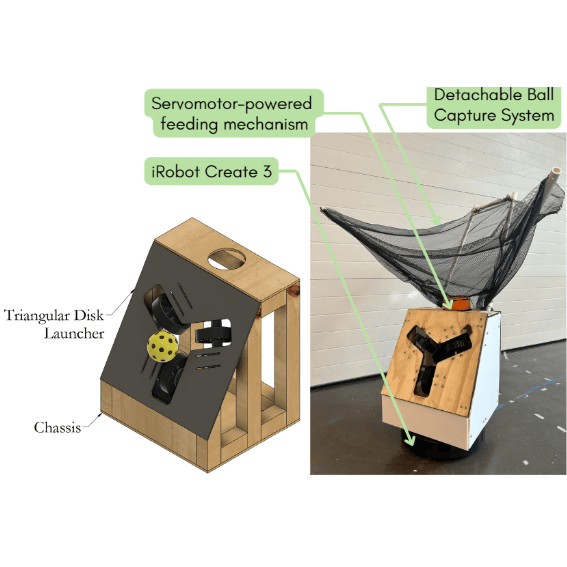 Servomotor-powered
feeding mechanism
Detachable Ball
Capture System
iRobot Create 3
Triangular Disk
Launcher
Chassis